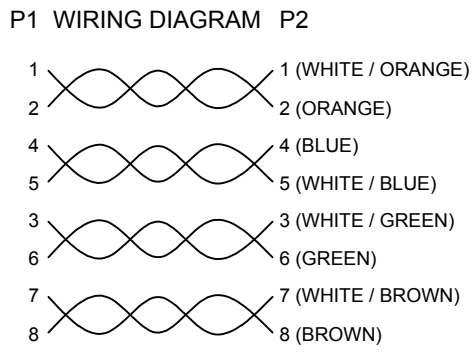 P1 WIRING DIAGRAM P2
1 1 (WHITE / ORANGE)
2 2 (ORANGE)
4 4 (BLUE)
5 5 (WHITE / BLUE)
3 3 (WHITE / GREEN)
6 6 (GREEN)
7 7 (WHITE / BROWN)
8 8 (BROWN)